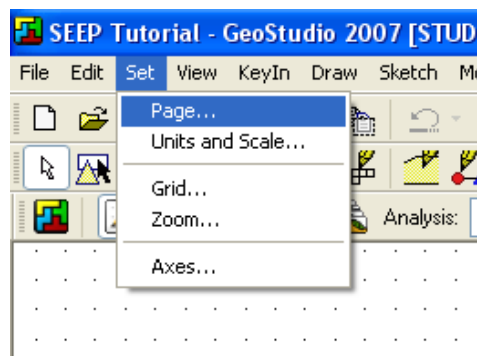 SEEP Tutorial - GeoStudio 2007 [STUD
File Edit Set View KeyIn Draw Sketch
Page...
Units and Scale...
Grid...
Zoom...
Analysis:
Axes...